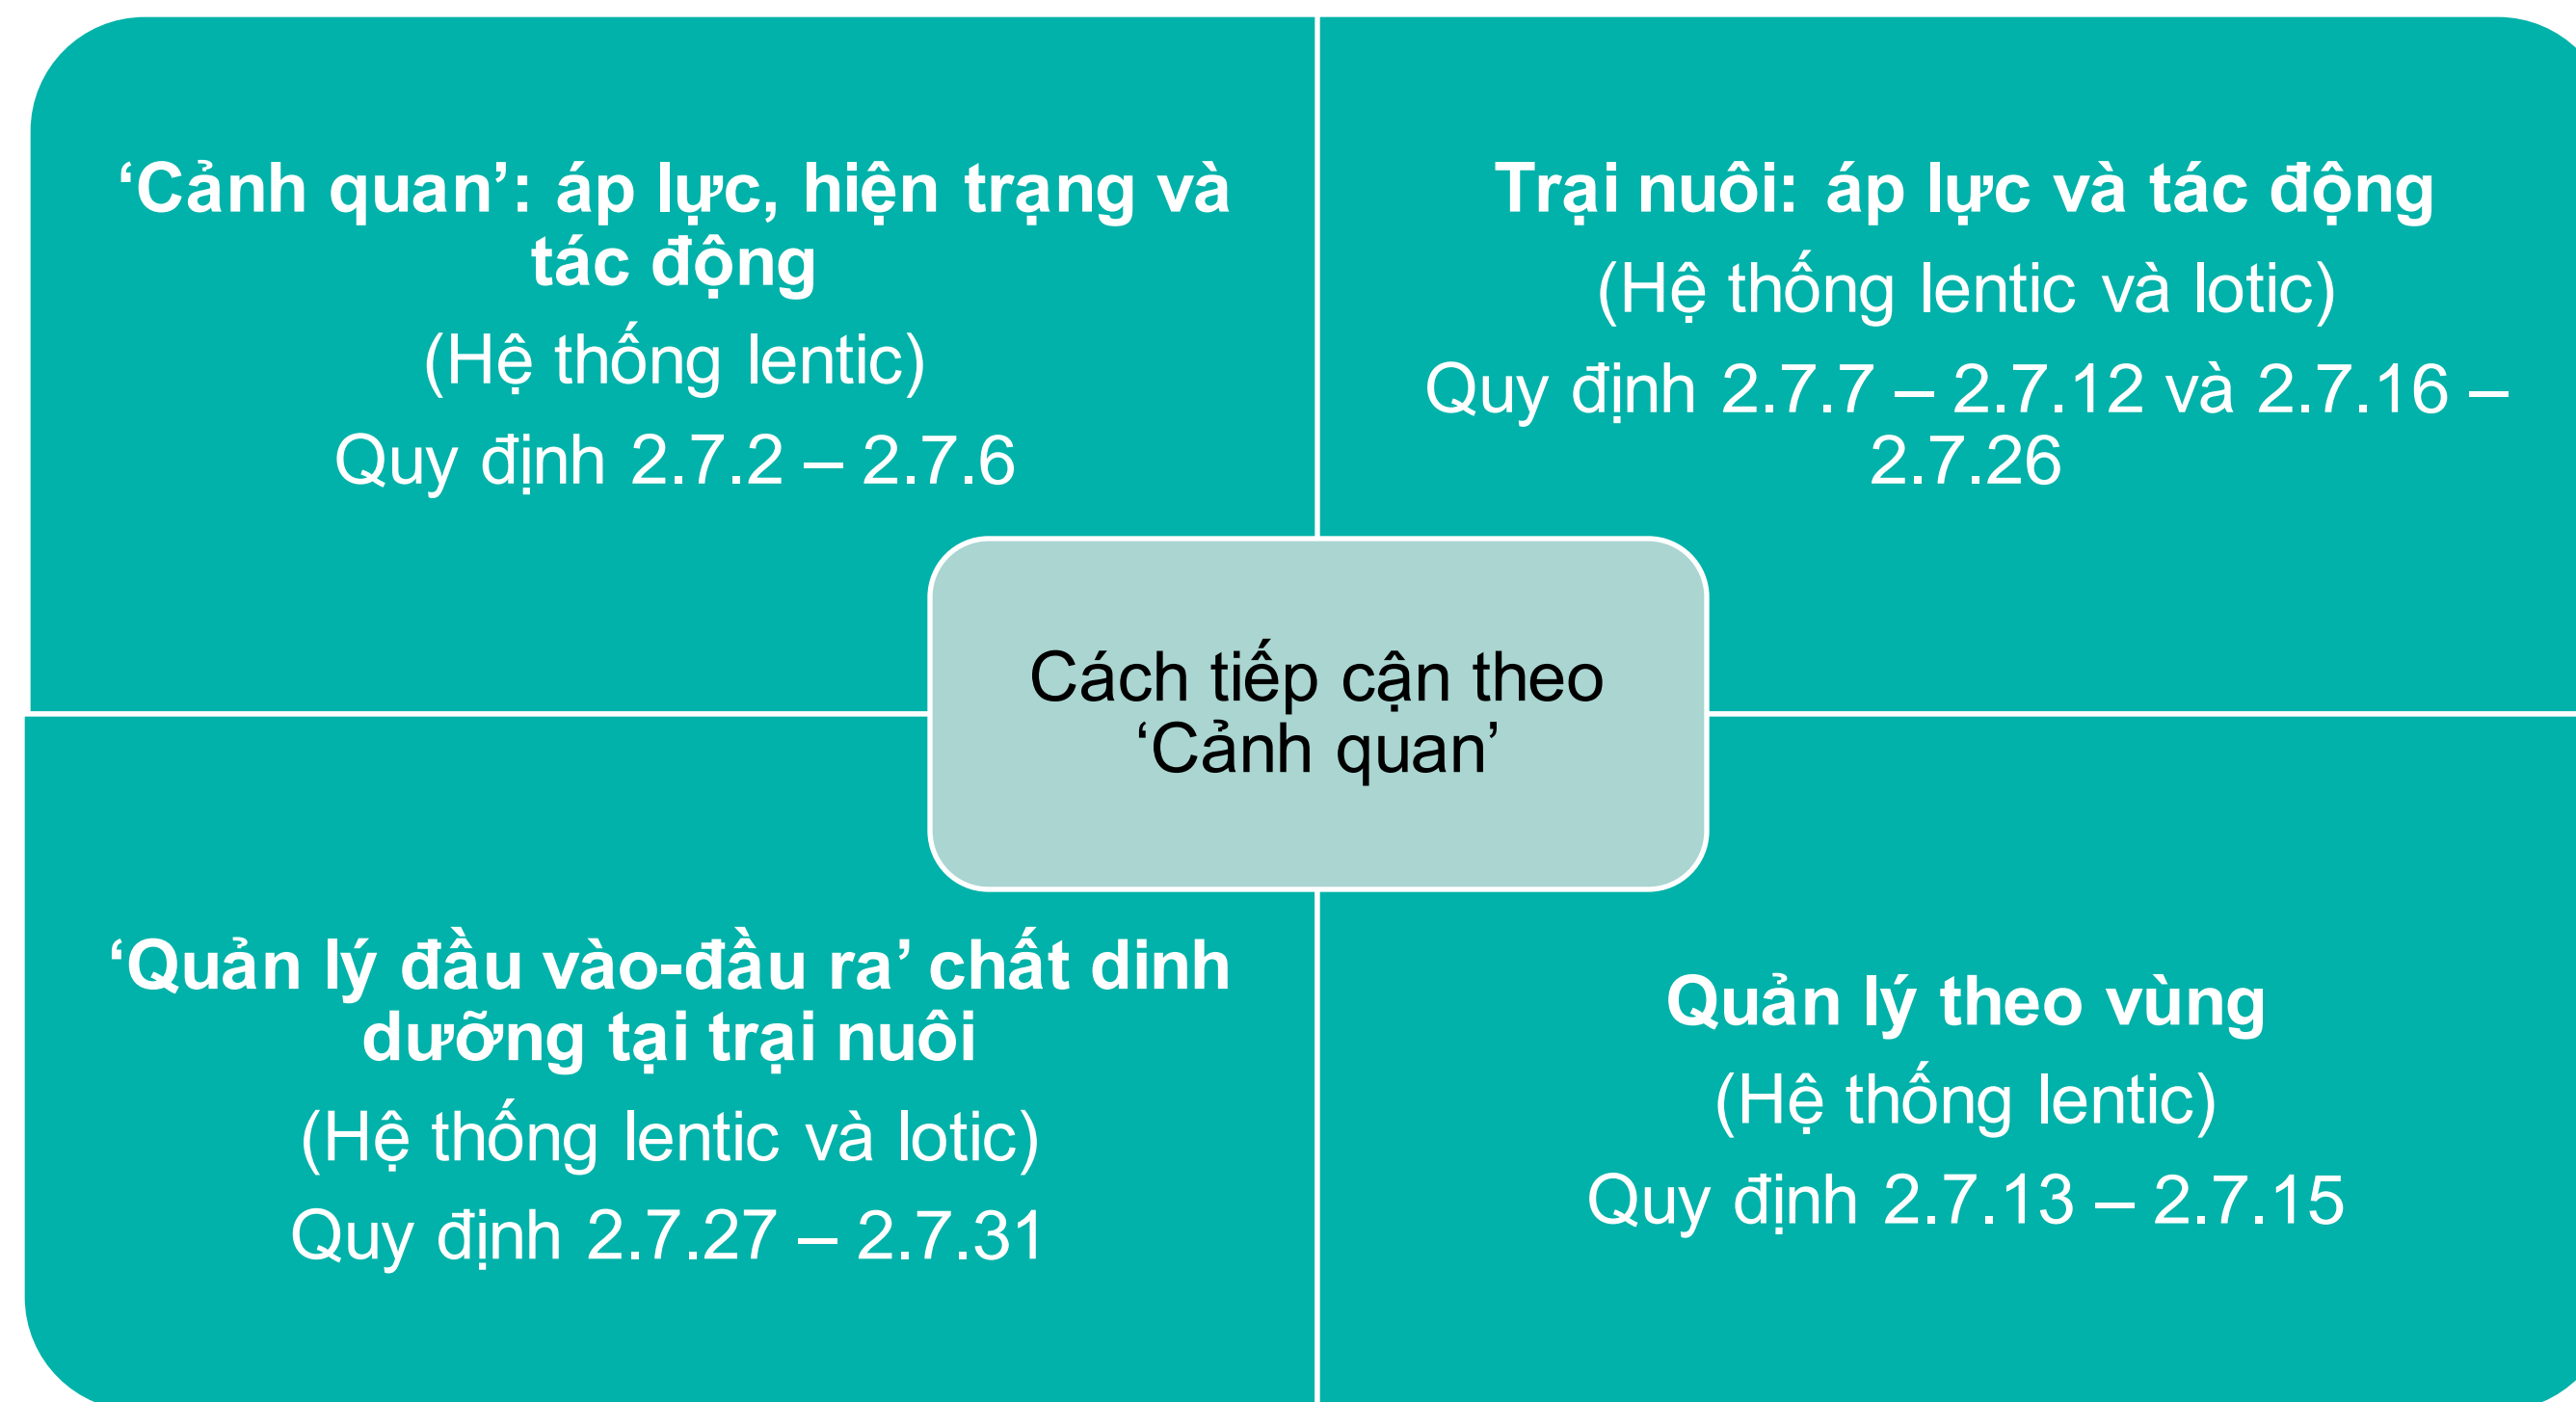 ‘Cảnh quan’: áp lực, hiện trạng và
tác động
(Hệ thống lentic)
Quy định 2.7.2 – 2.7.6
Trại nuôi: áp lực và tác động
(Hệ thống lentic và lotic)
Quy định 2.7.7 – 2.7.12 và 2.7.16 –
2.7.26
Cách tiếp cận theo
‘Cảnh quan’
‘Quản lý đầu vào-đầu ra’ chất dinh
dưỡng tại trại nuôi
(Hệ thống lentic và lotic)
Quy định 2.7.27 – 2.7.31
Quản lý theo vùng
(Hệ thống lentic)
Quy định 2.7.13 – 2.7.15